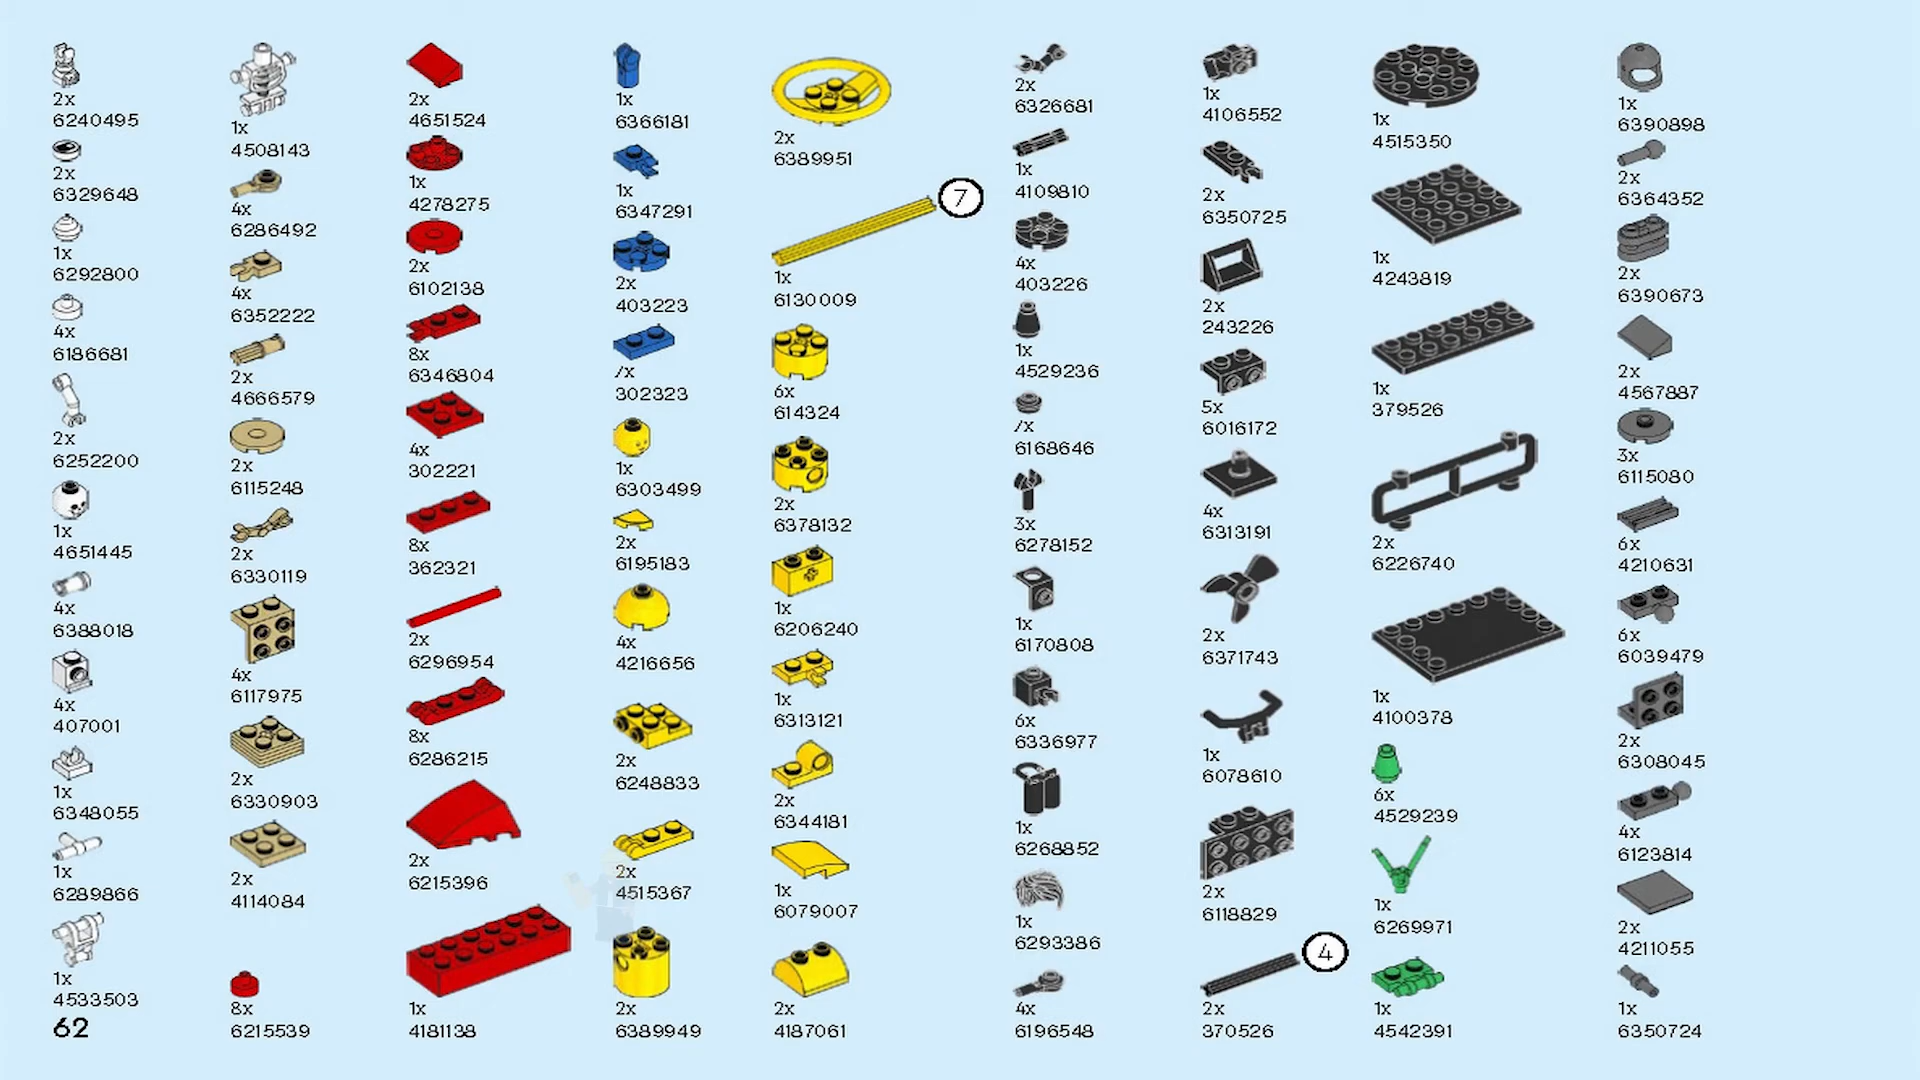 2x
6240495
2x
6329648
1x
6292800
4x
6186681
2x
6252200
1x
4651445
4x
6388018
4x
407001
1x
6348055
1x
6289866
1x
4533503
62
1x
4508143
4x
6286492
4x
6352222
2x
4666579
2x
6115248
2x
6330119
4x
6117975
2x
6330903
2x
4114084
8x
6215539
2x
4651524
1x
4278275
2x
6102138
8x
6346804
4x
302221
8x
362321
2x
6296954
8x
6286215
2x
6215396
1x
4181138
1x
6366181
1x
6347291
2x
403223
7x
302323
1x
6303499
2x
6195183
4x
4216656
2x
6248833
2x
4515367
2x
6389949
2x
6389951
7
1x
6130009
6x
614324
2x
6378132
1x
6206240
1x
6313121
2x
6344181
1x
6079007
2x
4187061
2x
6326681
1x
4109810
4x
403226
1x
4529236
7x
6168646
3x
6278152
1x
6170808
6x
6336977
1x
6268852
1x
6293386
4x
6196548
1x
4106552
2x
6350725
2x
243226
5x
6016172
4x
6313191
2x
6371743
1x
6078610
2x
6118829
4
2x
370526
1x
4515350
1x
4243819
1x
379526
2x
6226740
1x
4100378
6x
4529239
1x
6269971
1x
4542391
1x
6390898
2x
6364352
2x
6390673
2x
4567887
3x
6115080
6x
4210631
6x
6039479
2x
6308045
4x
6123814
2x
4211055
1x
6350724